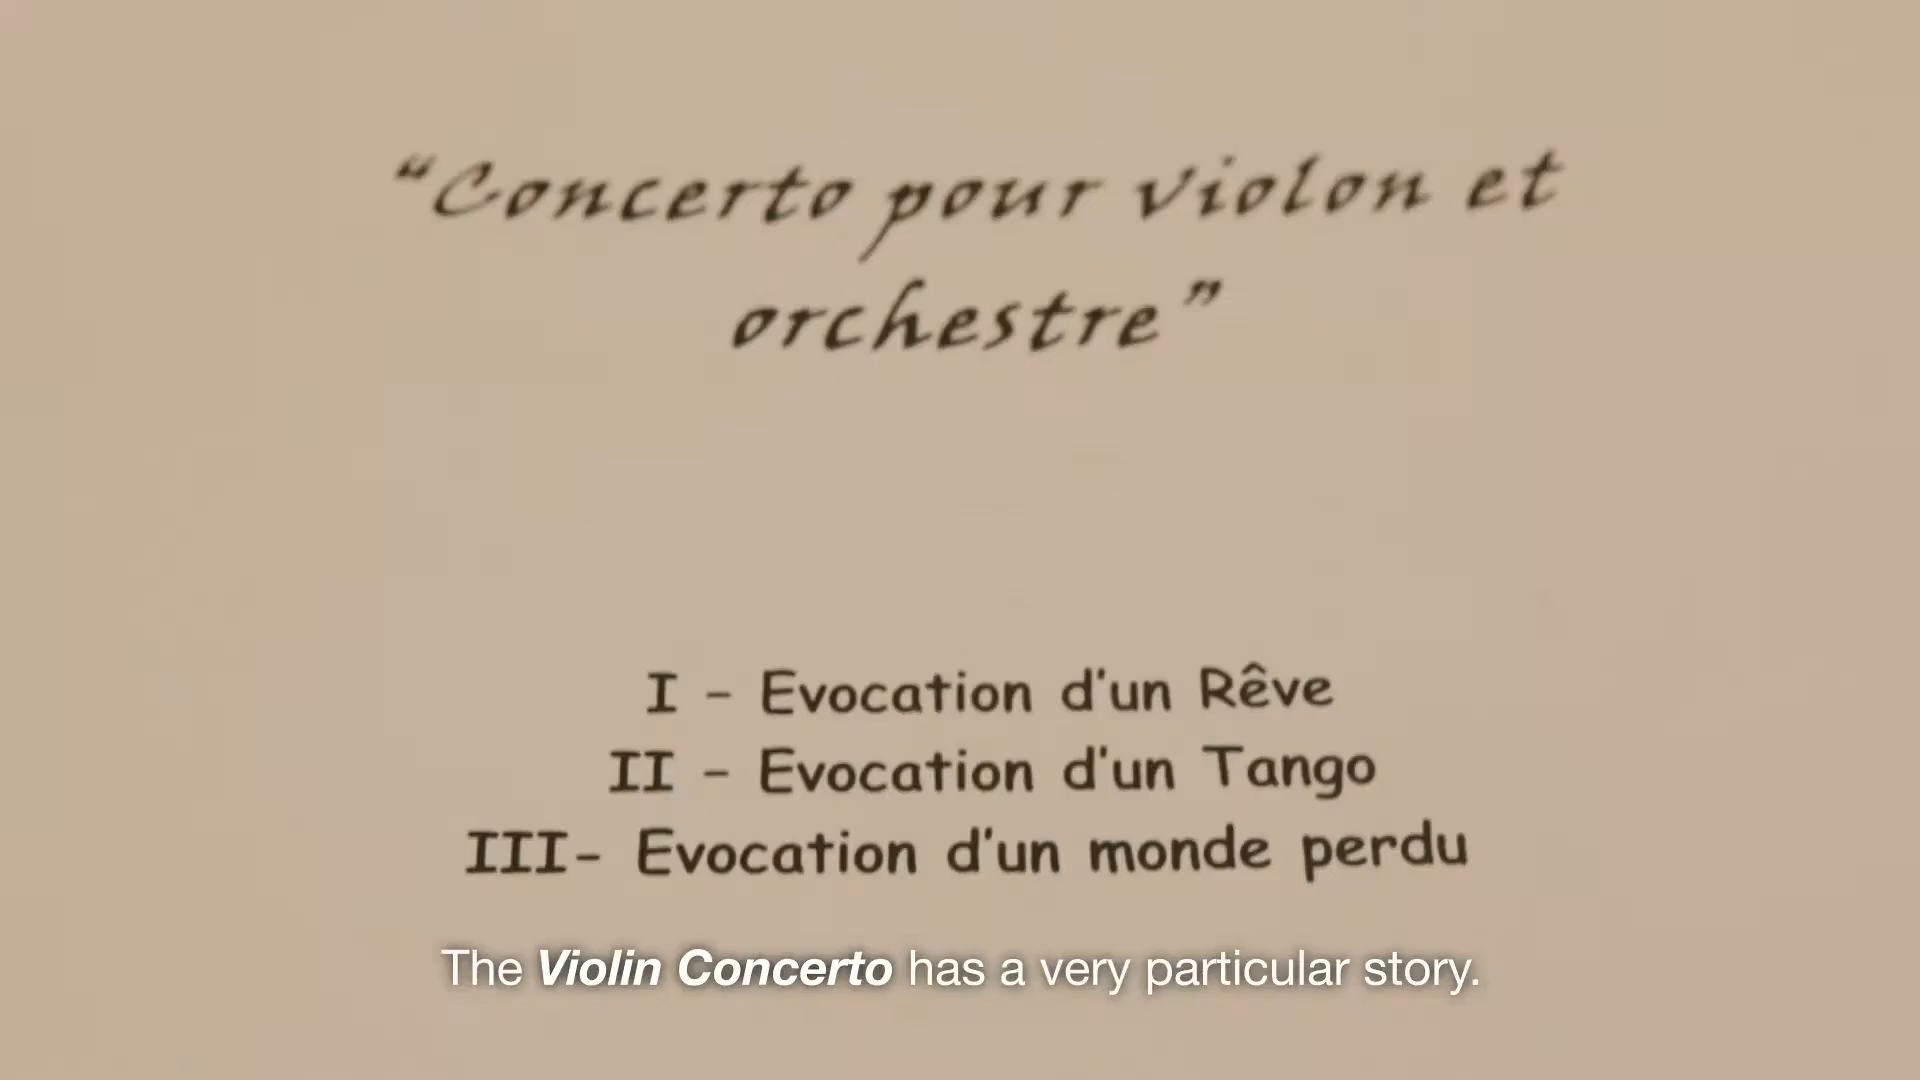 “Concerto pour violon et
orchestre”
I - Evocation d'un Rêve
II - Evocation d'un Tango
III- Evocation d'un monde perdu
The Violin Concerto has a very particular story.